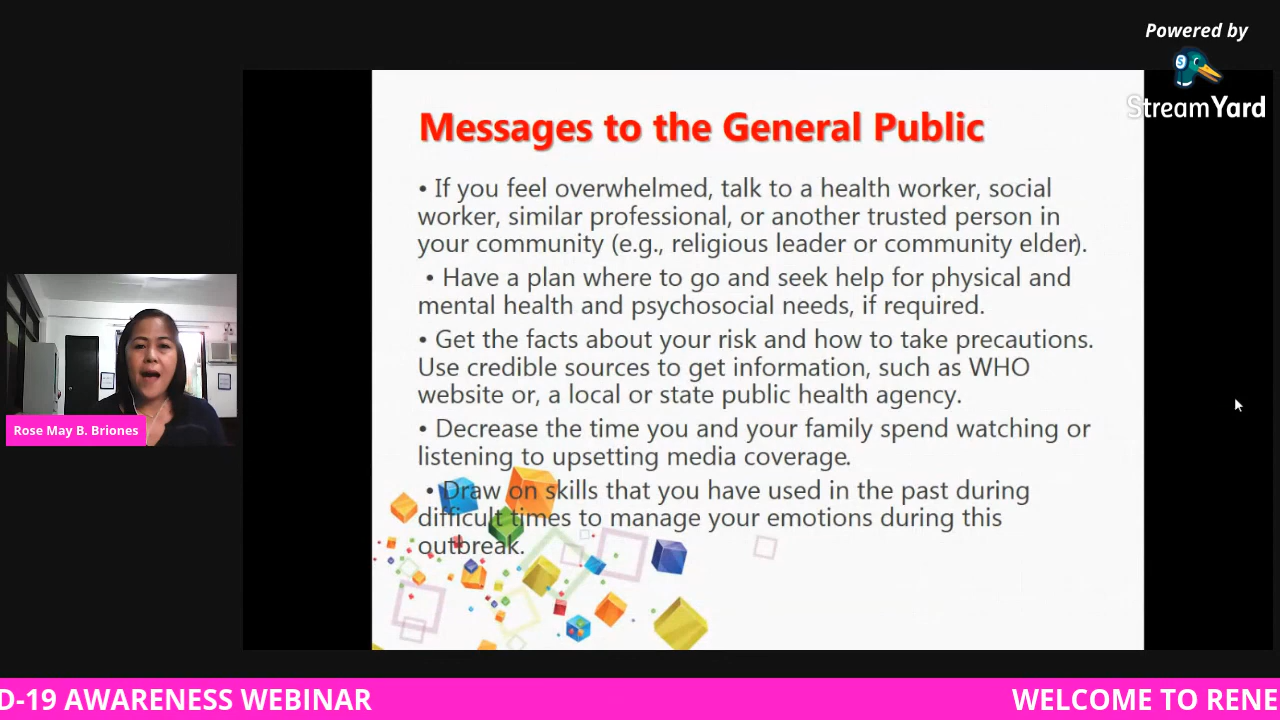 Powered by
StreamYard
Messages to the General Public
• If you feel overwhelmed, talk to a health worker, social
worker, similar professional, or another trusted person in
your community (e.g., religious leader or community elder).
• Have a plan where to go and seek help for physical and
mental health and psychosocial needs, if required.
• Get the facts about your risk and how to take precautions.
Use credible sources to get information, such as WHO
website or, a local or state public health agency.
• Decrease the time you and your family spend watching or
listening to upsetting media coverage.
• Draw on skills that you have used in the past during
difficult times to manage your emotions during this
outbreak.
Rose May B. Briones
D-19 AWARENESS WEBINAR
WELCOME TO RENE